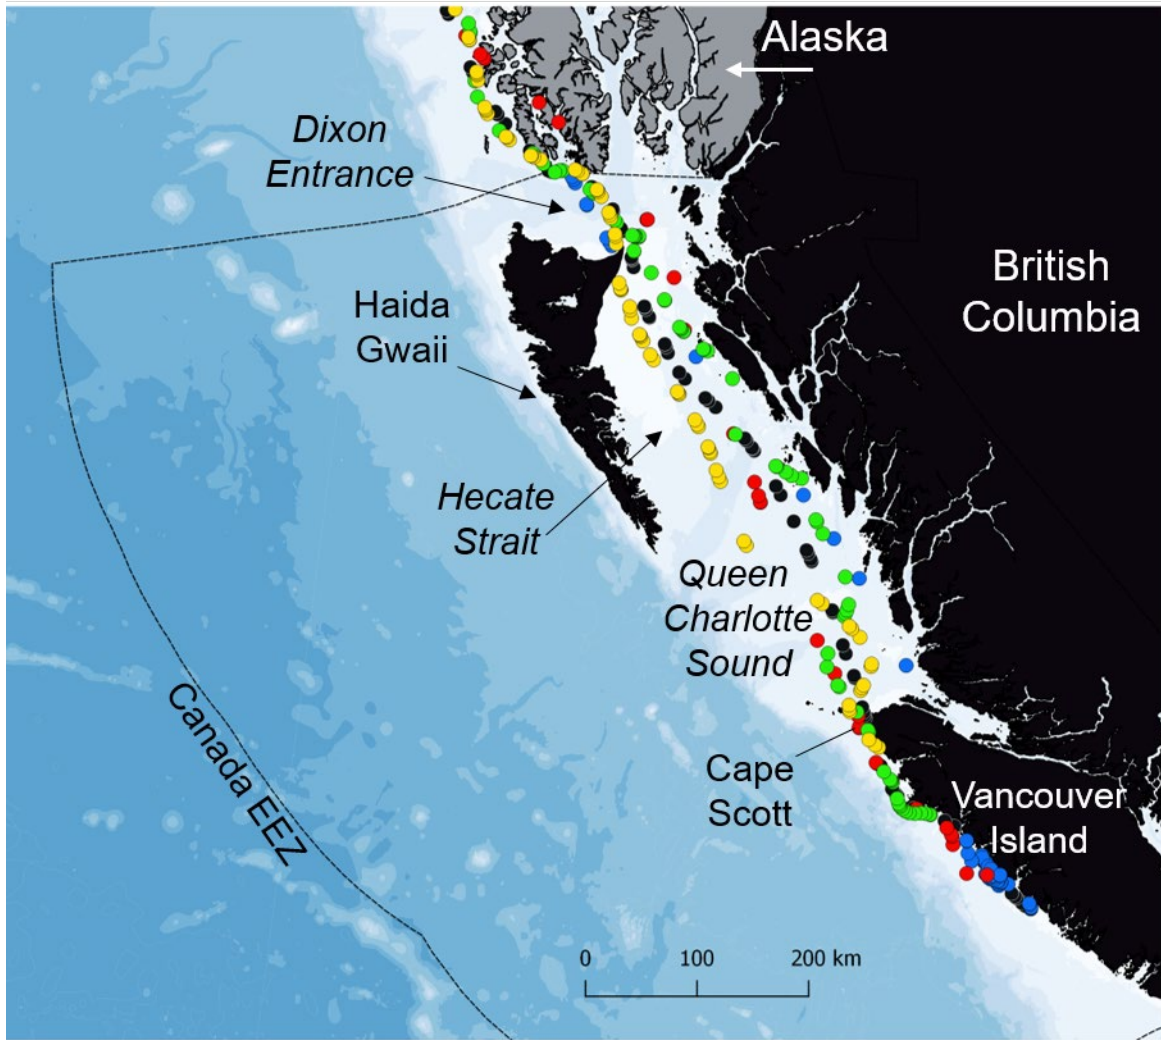 Alaska
Dixon
Entrance
British
Columbia
Haida
Gwaii
Hecate
Strait
Queen
Charlotte
Sound
Canada EEZ
Cape
Scott
Vancouver
Island
0 100 200 km